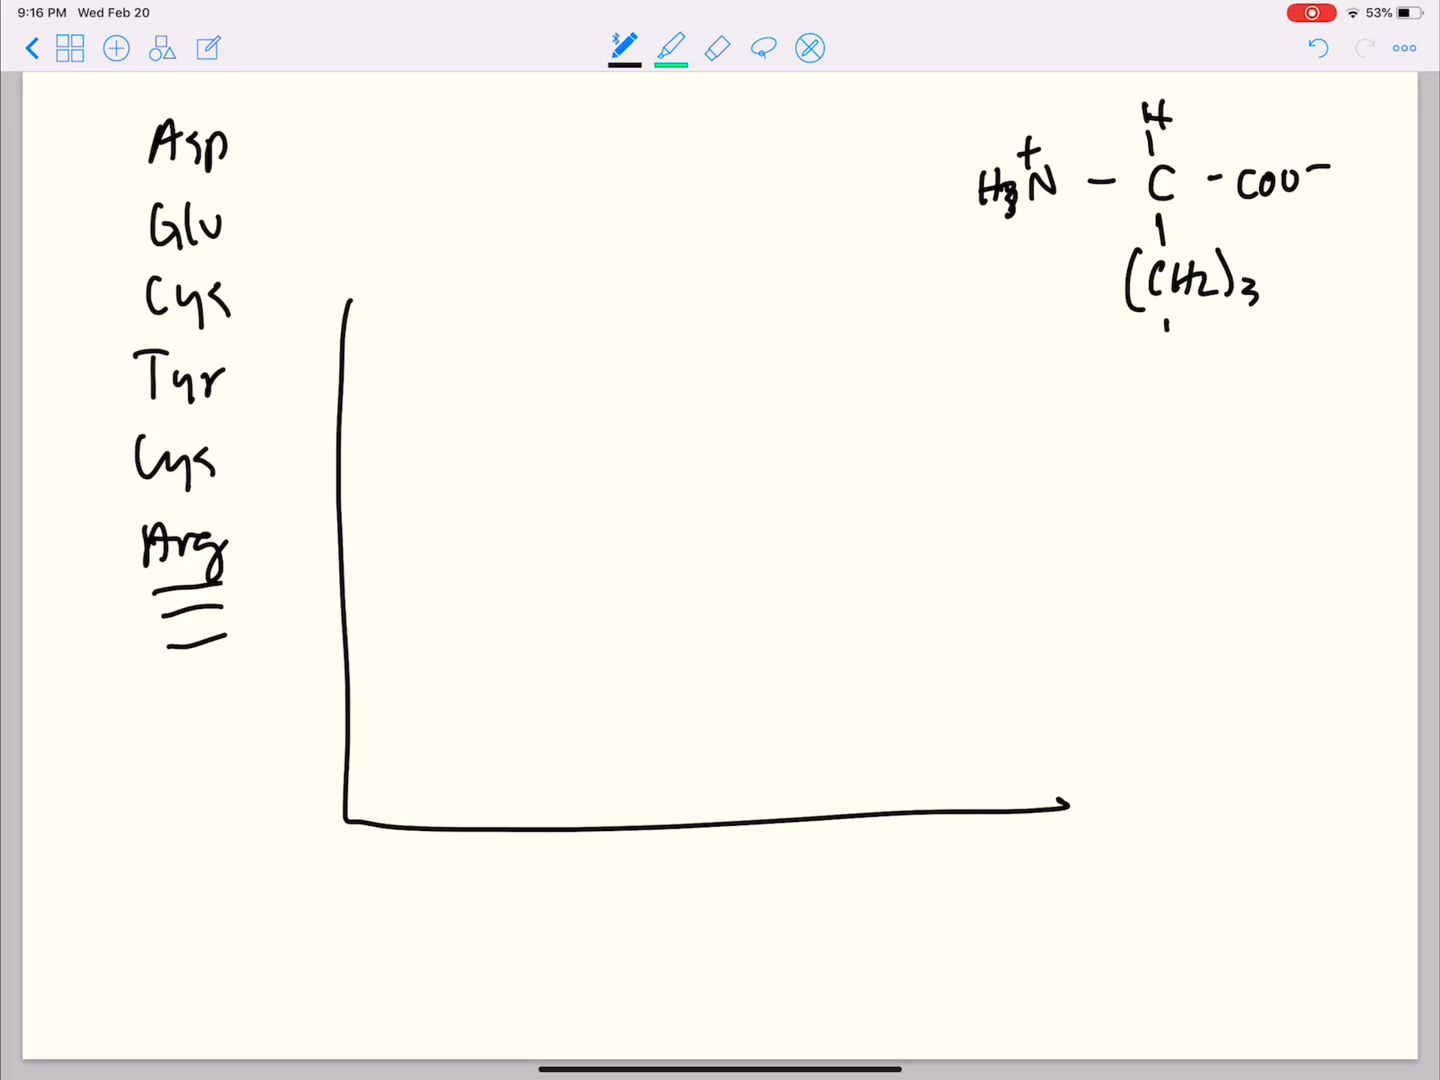 9:16 PM Wed Feb 20
53%
Asp
Glu
Cys
Tyr
Cys
Arg
H
H3N+ - C - COO-
(CH2)3